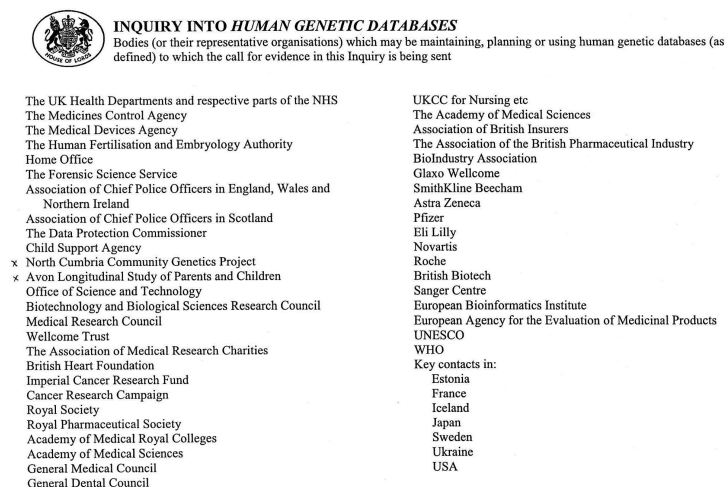 HOUSE OF LORDS
INQUIRY INTO HUMAN GENETIC DATABASES
Bodies (or their representative organisations) which may be maintaining, planning or using human genetic databases (as
defined) to which the call for evidence in this Inquiry is being sent
The UK Health Departments and respective parts of the NHS
The Medicines Control Agency
The Medical Devices Agency
The Human Fertilisation and Embryology Authority
Home Office
The Forensic Science Service
Association of Chief Police Officers in England, Wales and
Northern Ireland
Association of Chief Police Officers in Scotland
The Data Protection Commissioner
Child Support Agency
x North Cumbria Community Genetics Project
x Avon Longitudinal Study of Parents and Children
Office of Science and Technology
Biotechnology and Biological Sciences Research Council
Medical Research Council
Wellcome Trust
The Association of Medical Research Charities
British Heart Foundation
Imperial Cancer Research Fund
Cancer Research Campaign
Royal Society
Royal Pharmaceutical Society
Academy of Medical Royal Colleges
Academy of Medical Sciences
General Medical Council
General Dental Council
UKCC for Nursing etc
The Academy of Medical Sciences
Association of British Insurers
The Association of the British Pharmaceutical Industry
BioIndustry Association
Glaxo Wellcome
SmithKline Beecham
Astra Zeneca
Pfizer
Eli Lilly
Novartis
Roche
British Biotech
Sanger Centre
European Bioinformatics Institute
European Agency for the Evaluation of Medicinal Products
UNESCO
WHO
Key contacts in:
Estonia
France
Iceland
Japan
Sweden
Ukraine
USA